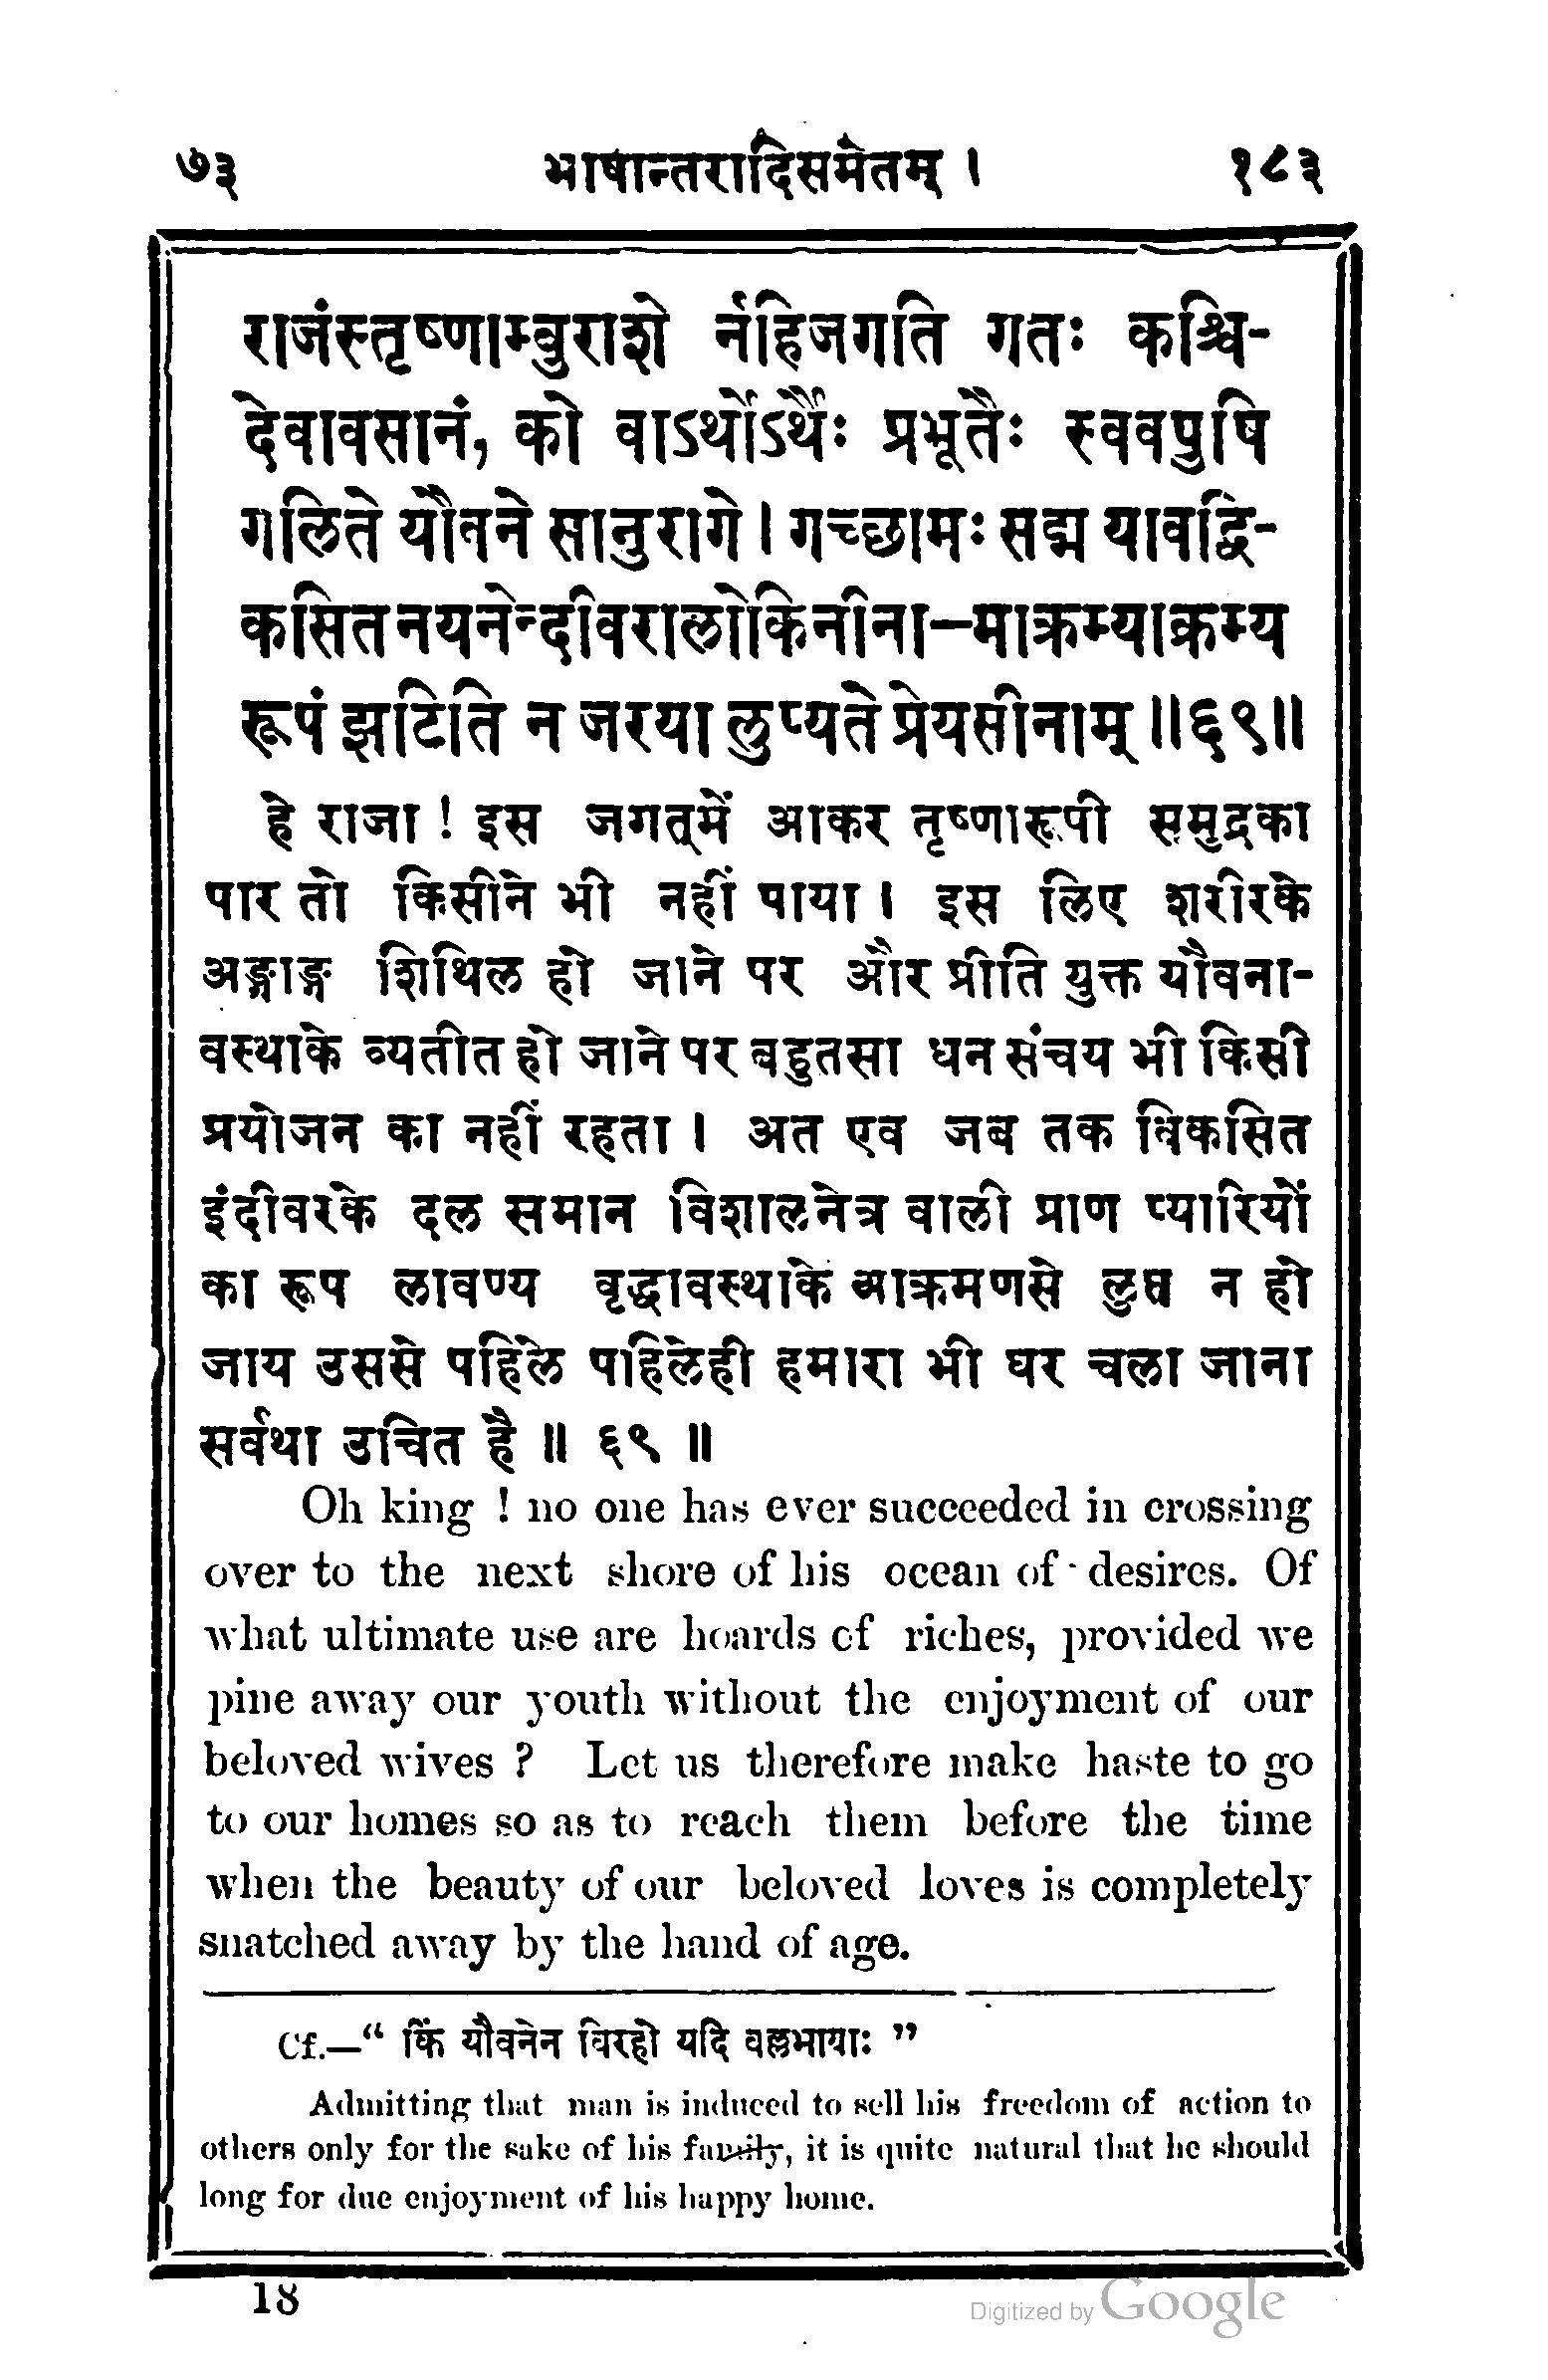 ७३ भाषान्तरादिसमेतम् । १८३
राजंस्तृष्णाम्बुराशे र्नहिजगति गतः कश्चि-
देवावसानं, को वाऽर्थोऽर्थैः प्रभूतैः स्ववपुषि
गलिते यौवने सानुरागे । गच्छामः सद्म यावद्वि-
कसितनयनेन्दीवरालोकिनीना-माक्रम्याक्रम्य
रूपं झटिति न जरया लुप्यते प्रेयसीनाम् ॥६९॥
हे राजा ! इस जगत्में आकर तृष्णारूपी समुद्रका
पार तो किसीने भी नहीं पाया । इस लिए शरीरके
अङ्गाङ्ग शिथिल हो जाने पर और प्रीति युक्त यौवना-
वस्थाके व्यतीत हो जाने पर बहुतसा धन संचय भी किसी
प्रयोजन का नहीं रहता । अत एव जब तक विकसित
इंदीवरके दल समान विशालनेत्र वाली प्राण प्यारियों
का रूप लावण्य वृद्धावस्थाके आक्रमणसे लुप्त न हो
जाय उससे पहिले पहिलेही हमारा भी घर चला जाना
सर्वथा उचित है ॥ ६९ ॥
Oh king ! no one has ever succeeded in crossing
over to the next shore of his ocean of desires. Of
what ultimate use are hoards of riches, provided we
pine away our youth without the enjoyment of our
beloved wives ? Let us therefore make haste to go
to our homes so as to reach them before the time
when the beauty of our beloved loves is completely
snatched away by the hand of age.
Cf.—“ किं यौवनेन विरहो यदि वल्लभायाः ”
Admitting that man is induced to sell his freedom of action to
others only for the sake of his family, it is quite natural that he should
long for due enjoyment of his happy home.
18
Digitized by Google